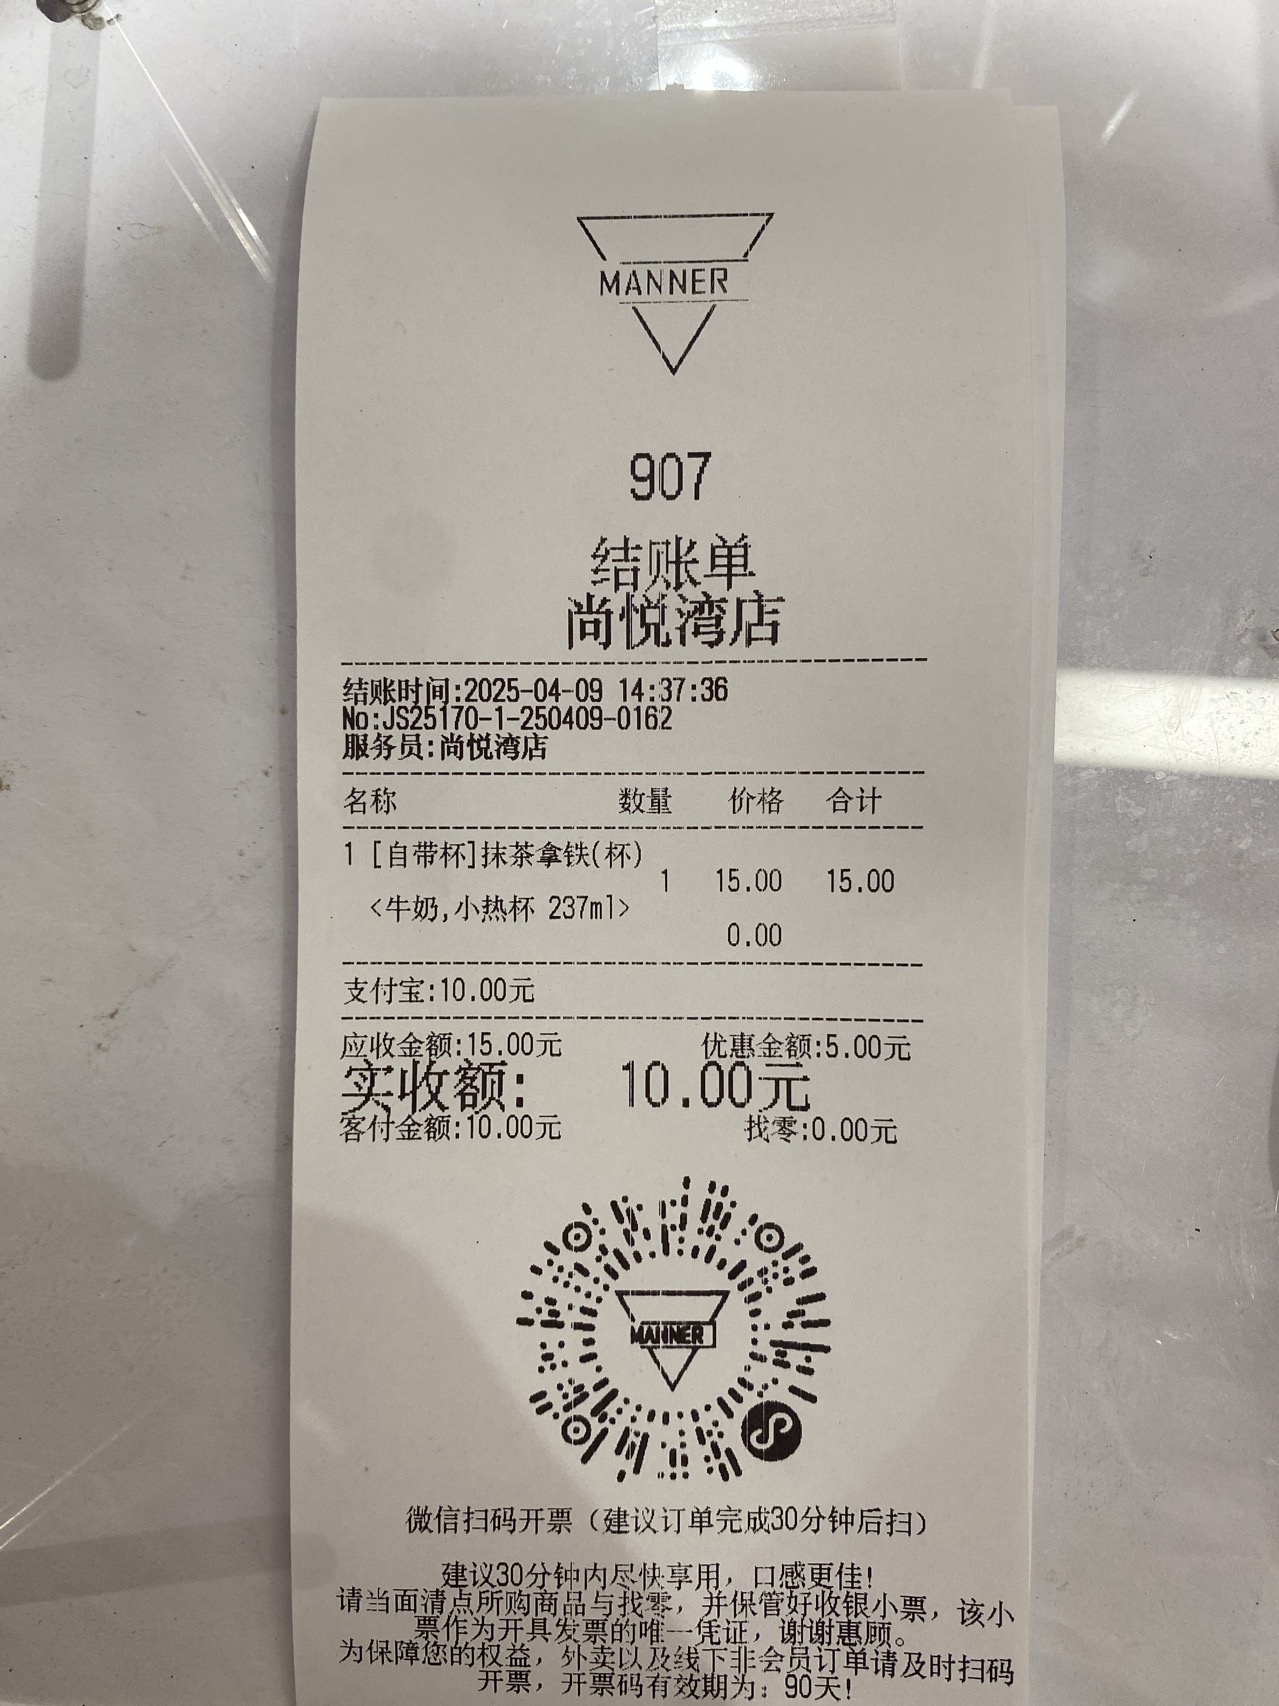 MANNER
907
结账单
尚悦湾店
结账时间:2025-04-09 14:37:36
No:JS25170-1-250409-0162
服务员:尚悦湾店
名称 数量 价格 合计
1 [自带杯]抹茶拿铁(杯)
1 15.00 15.00
<牛奶,小热杯 237ml>
0.00
支付宝:10.00元
应收金额:15.00元 优惠金额:5.00元
实收额: 10.00元
客付金额:10.00元 找零:0.00元
MANNER
微信扫码开票（建议订单完成30分钟后扫）
建议30分钟内尽快享用，口感更佳！
请当面清点所购商品与找零，并保管好收银小票，该小
票作为开具发票的唯一凭证，谢谢惠顾。
为保障您的权益，外卖以及线下非会员订单请及时扫码
开票，开票码有效期为：90天！